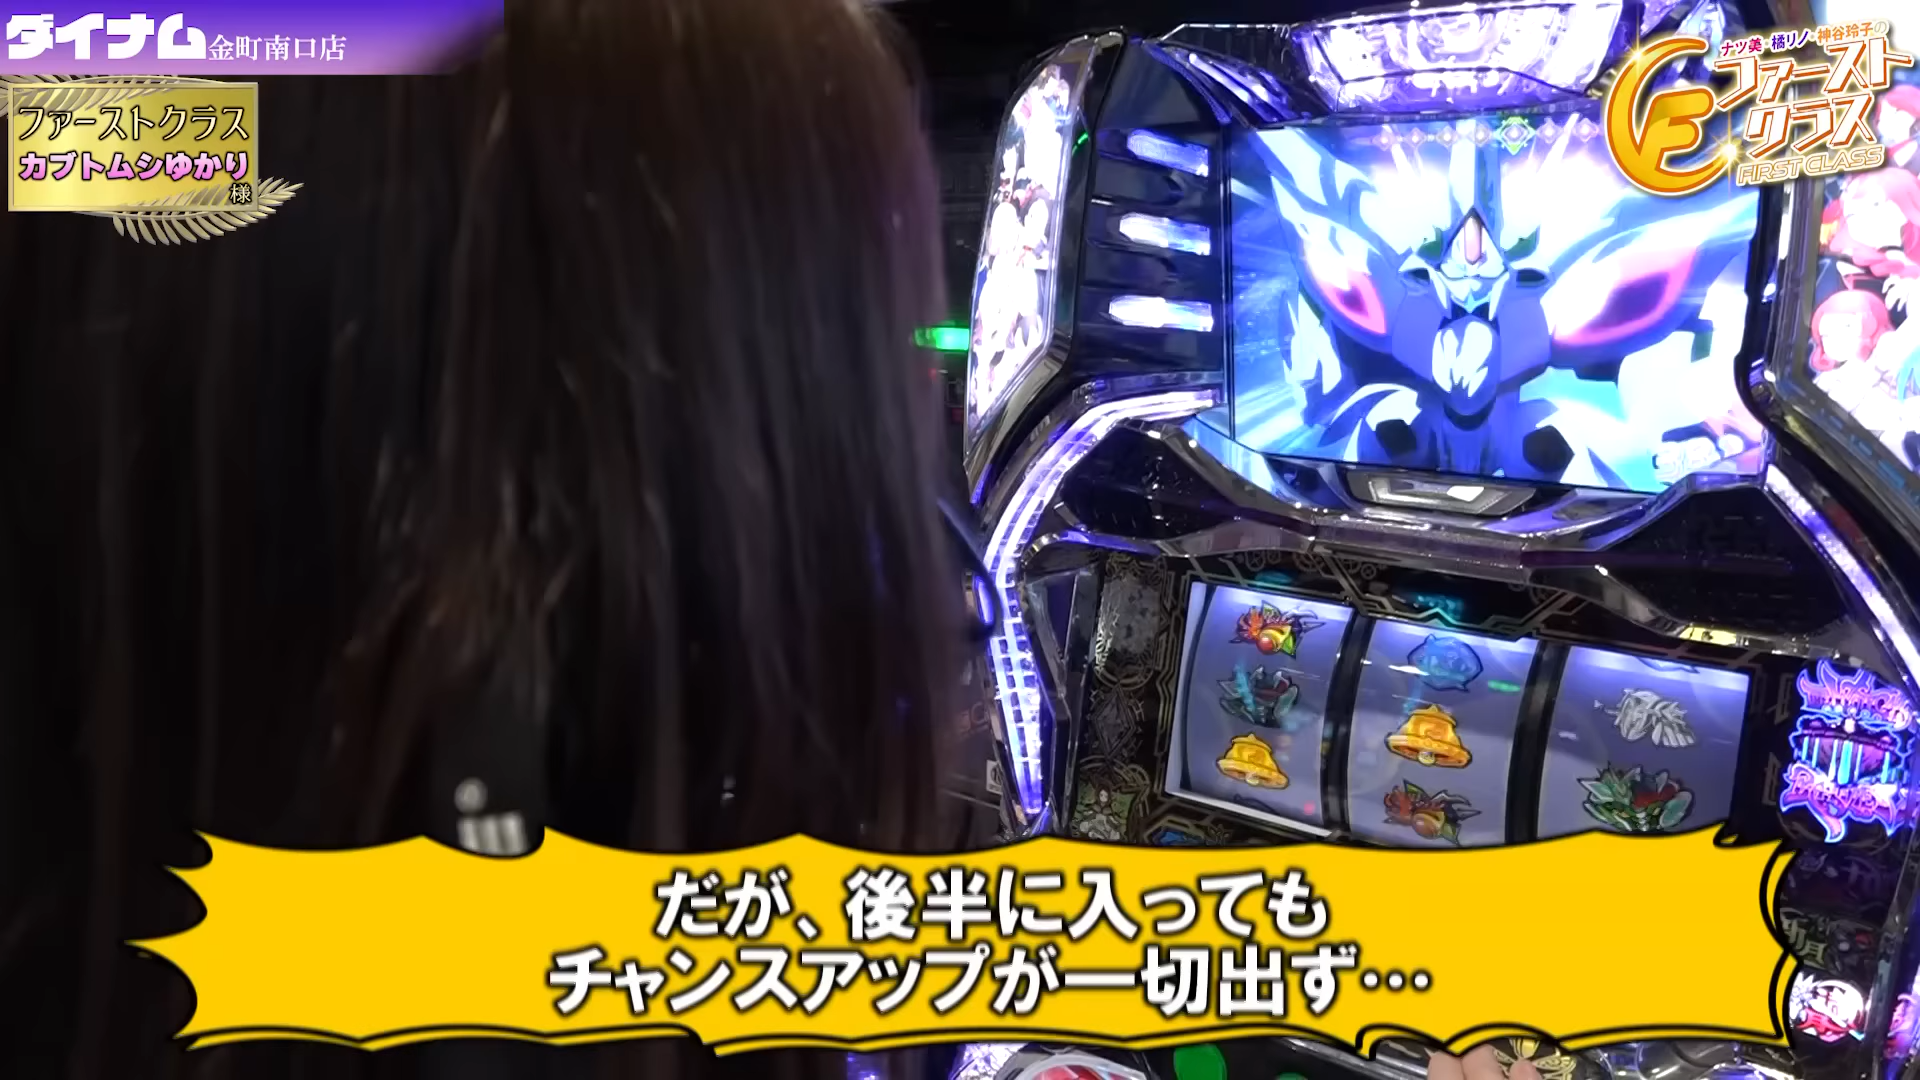 ダイナム金町南口店
ファーストクラス
カブトムシゆかり
様
ナツ美・橘リノ・神谷玲子の
ファースト
クラス
FIRST CLASS
だが、後半に入っても
チャンスアップが一切出ず…